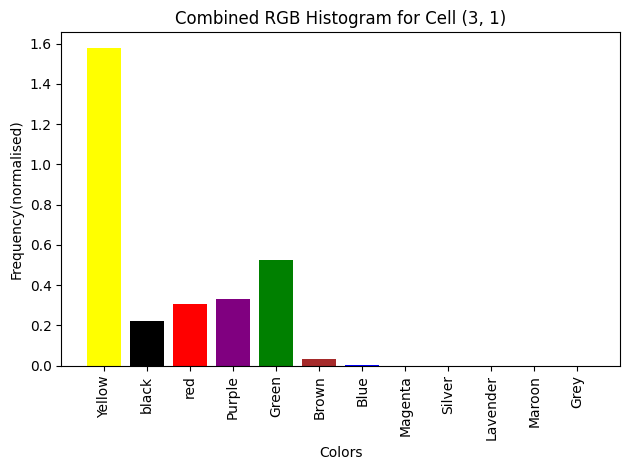 Combined RGB Histogram for Cell (3, 1)
Frequency(normalised)
1.6
1.4
1.2
1.0
0.8
0.6
0.4
0.2
0.0
Yellow
black
red
Purple
Green
Brown
Blue
Magenta
Silver
Lavender
Maroon
Grey
Colors